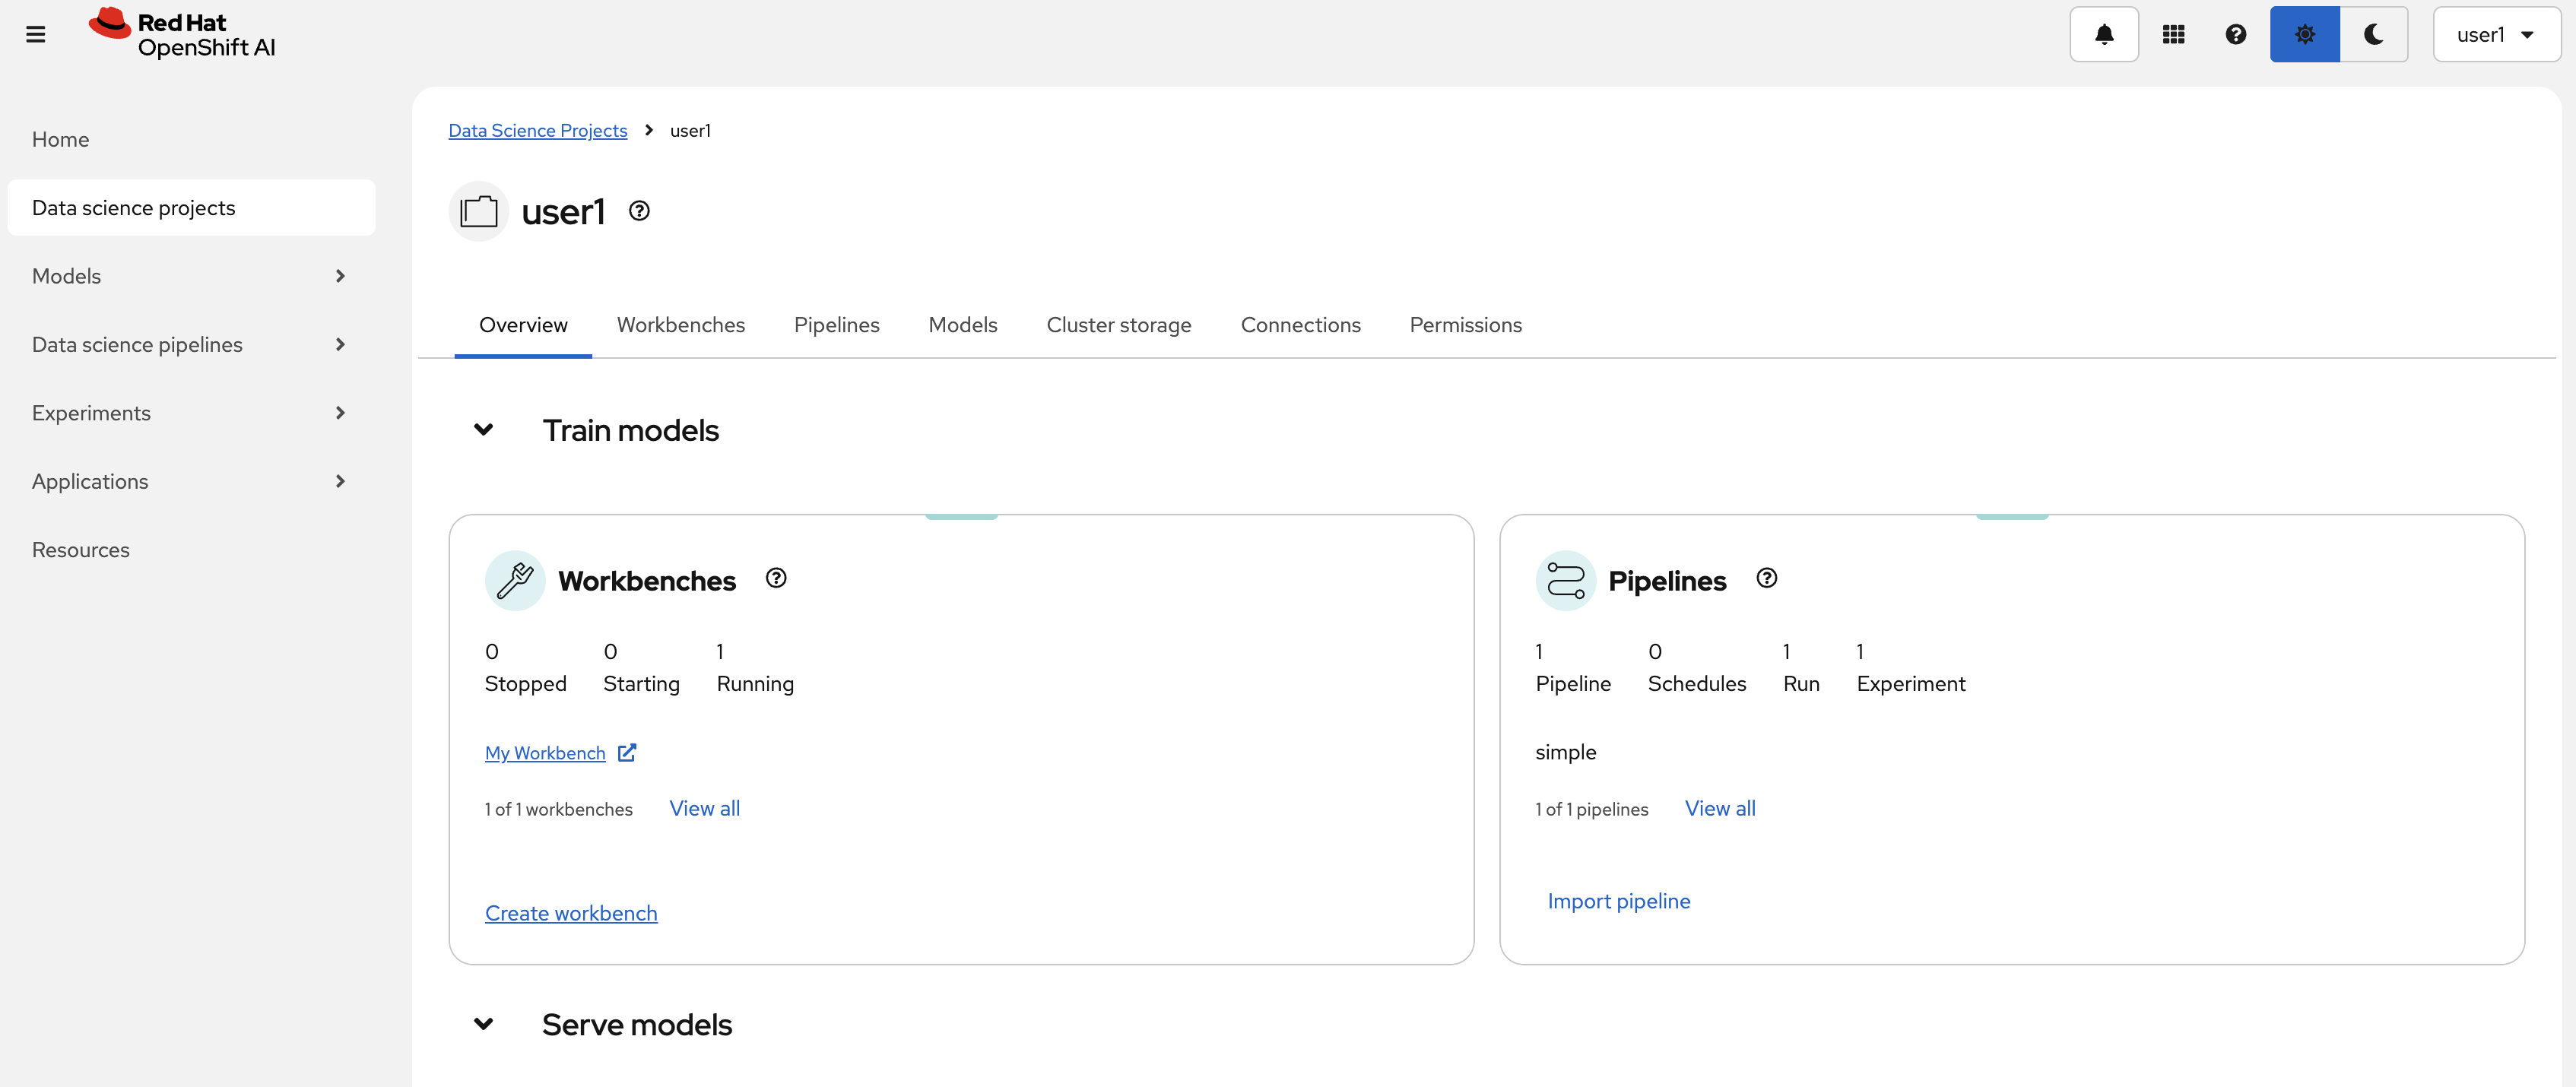 Red Hat
OpenShift AI
user1
Home
Data science projects
Models
Data science pipelines
Experiments
Applications
Resources
Data Science Projects > user1
user1
Overview Workbenches Pipelines Models Cluster storage Connections Permissions
Train models
Workbenches
0 0 1
Stopped Starting Running
My Workbench
1 of 1 workbenches View all
Create workbench
Pipelines
1 0 1 1
Pipeline Schedules Run Experiment
simple
1 of 1 pipelines View all
Import pipeline
Serve models